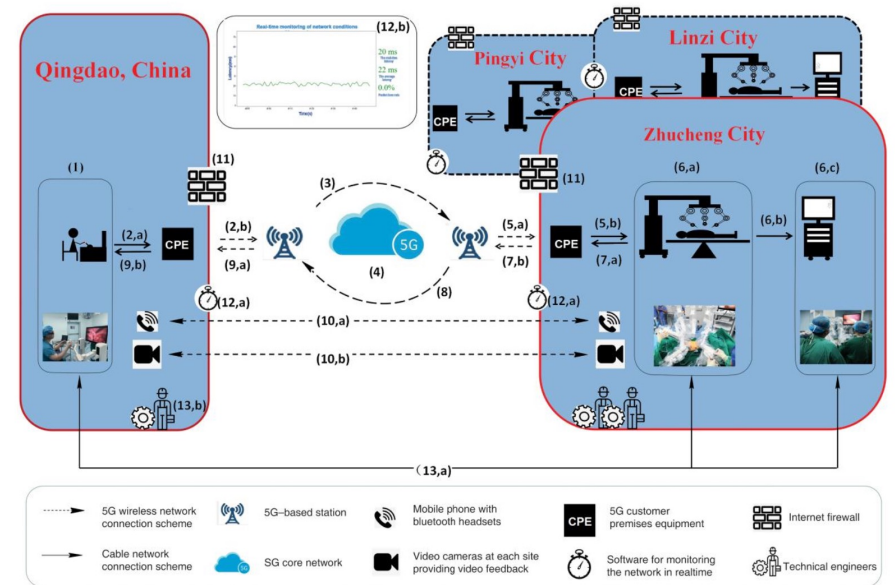 Real-time monitoring of network conditions
(12,b)
Latency(ms)
20 ms
22 ms
0.0%
Time(s)
Qingdao, China
Pingyi City
Linzi City
Zhucheng City
CPE
CPE
(1)
(11)
(2,a)
(9,b)
CPE
(2,b)
(9,a)
(3)
5G
(4)
(8)
(5,a)
(7,b)
(11)
CPE
(5,b)
(7,a)
(6,a)
(6,b)
(6,c)
(12,a)
(12,a)
(10,a)
(10,b)
(13,b)
(13,a)
5G wireless network
connection scheme
5G–based station
Mobile phone with
bluetooth headsets
CPE
5G customer
premises equipment
Internet firewall
Cable network
connection scheme
5G
SG core network
Video cameras at each site
providing video feedback
Software for monitoring
the network in realtime
Technical engineers